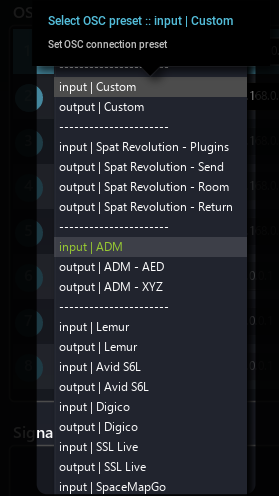 OS
Select OSC preset :: input | Custom
Set OSC connection preset
----------------------
input | Custom
output | Custom
----------------------
input | Spat Revolution - Plugins
output | Spat Revolution - Send
output | Spat Revolution - Room
output | Spat Revolution - Return
----------------------
input | ADM
output | ADM - AED
output | ADM - XYZ
----------------------
input | Lemur
output | Lemur
input | Avid S6L
output | Avid S6L
input | Digico
output | Digico
input | SSL Live
output | SSL Live
input | SpaceMapGo
Signa